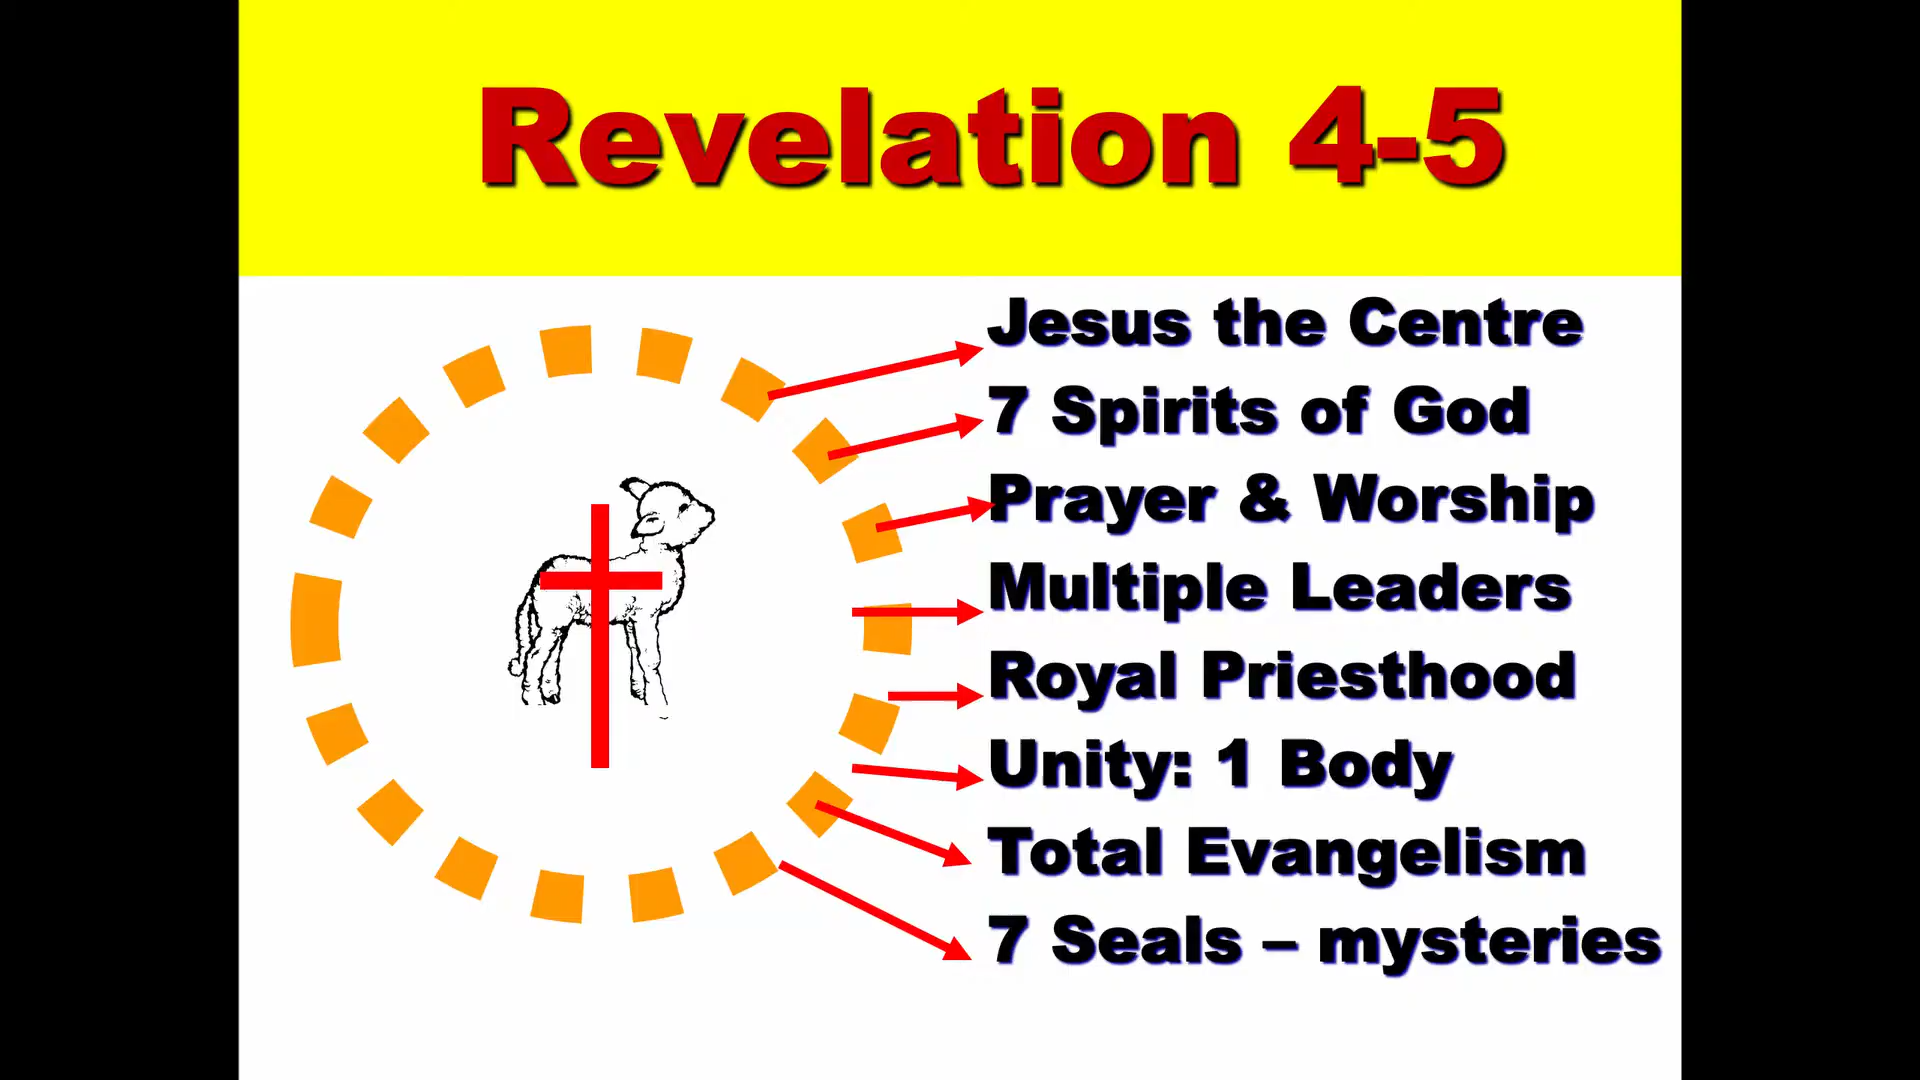 Revelation 4-5
Jesus the Centre
7 Spirits of God
Prayer & Worship
Multiple Leaders
Royal Priesthood
Unity: 1 Body
Total Evangelism
7 Seals – mysteries